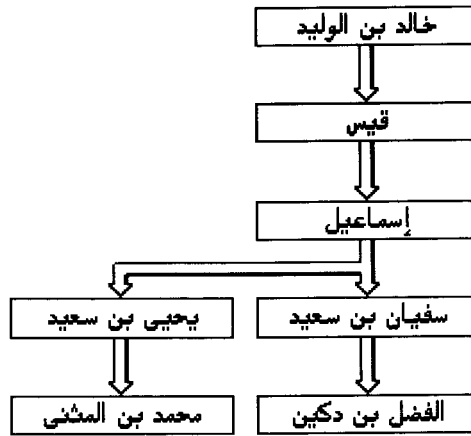 خالد بن الوليد
قيس
إسماعيل
سفيان بن سعيد
يحيى بن سعيد
الفضل بن دكين
محمد بن المثنى